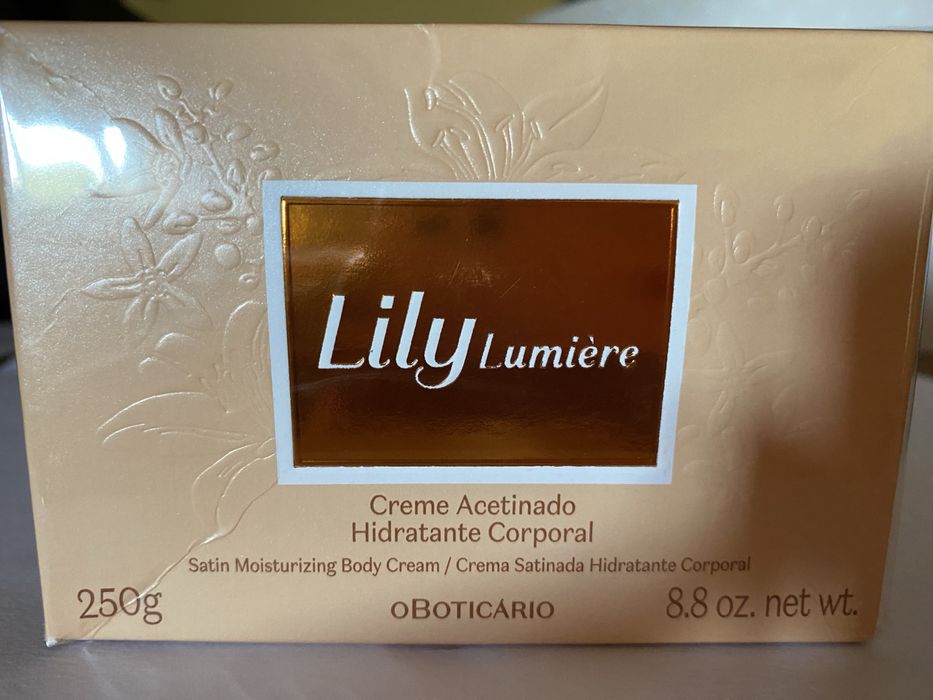 Lily Lumière
Creme Acetinado
Hidratante Corporal
Satin Moisturizing Body Cream / Crema Satinada Hidratante Corporal
250g
oBOTICÁRIO
8.8 oz. net wt.